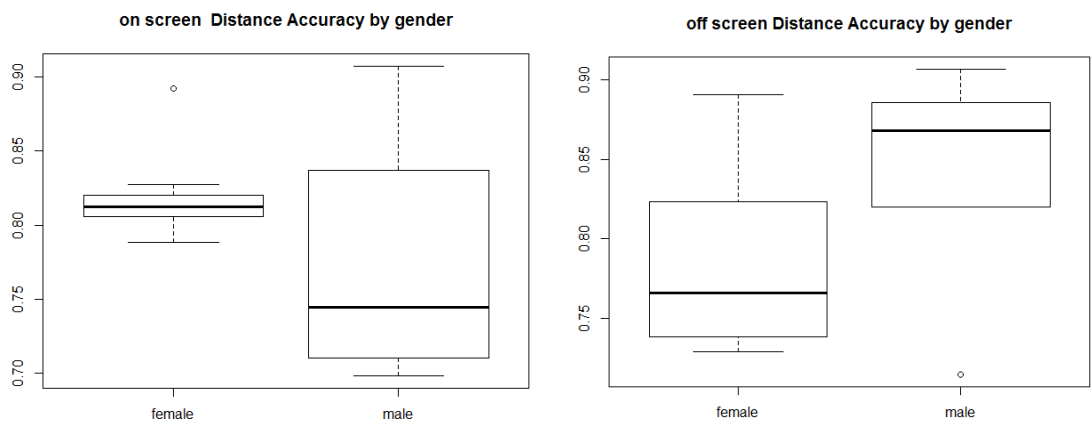 on screen  Distance Accuracy by gender
0.90
0.85
0.80
0.75
0.70
female
male
off screen Distance Accuracy by gender
0.90
0.85
0.80
0.75
female
male